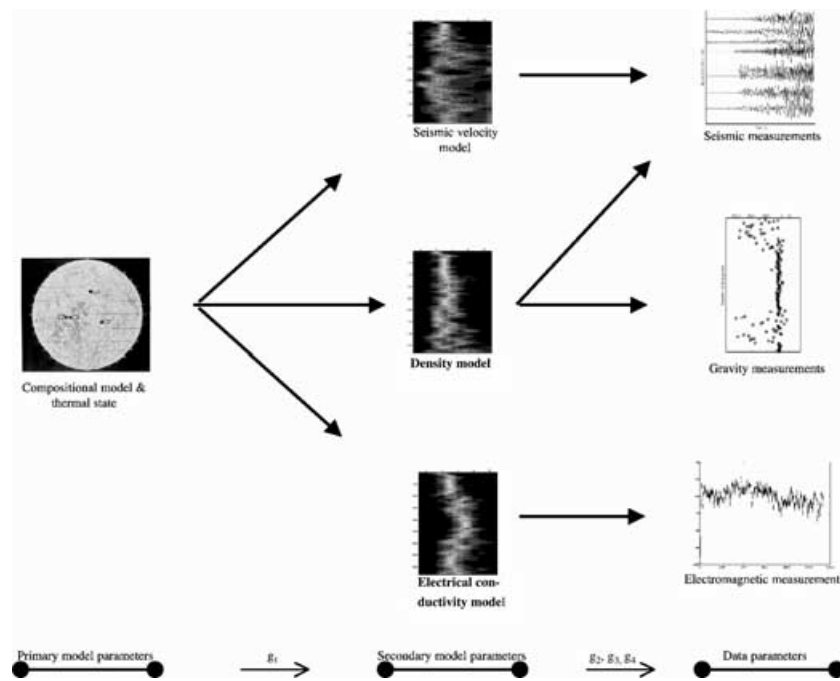 Seismic velocity
model
Seismic measurements
Compositional model &
thermal state
Density model
Gravity measurements
Electrical con-
ductivity model
Electromagnetic measurement
Primary model parameters
g₁
Secondary model parameters
g₂, g₃, g₄
Data parameters